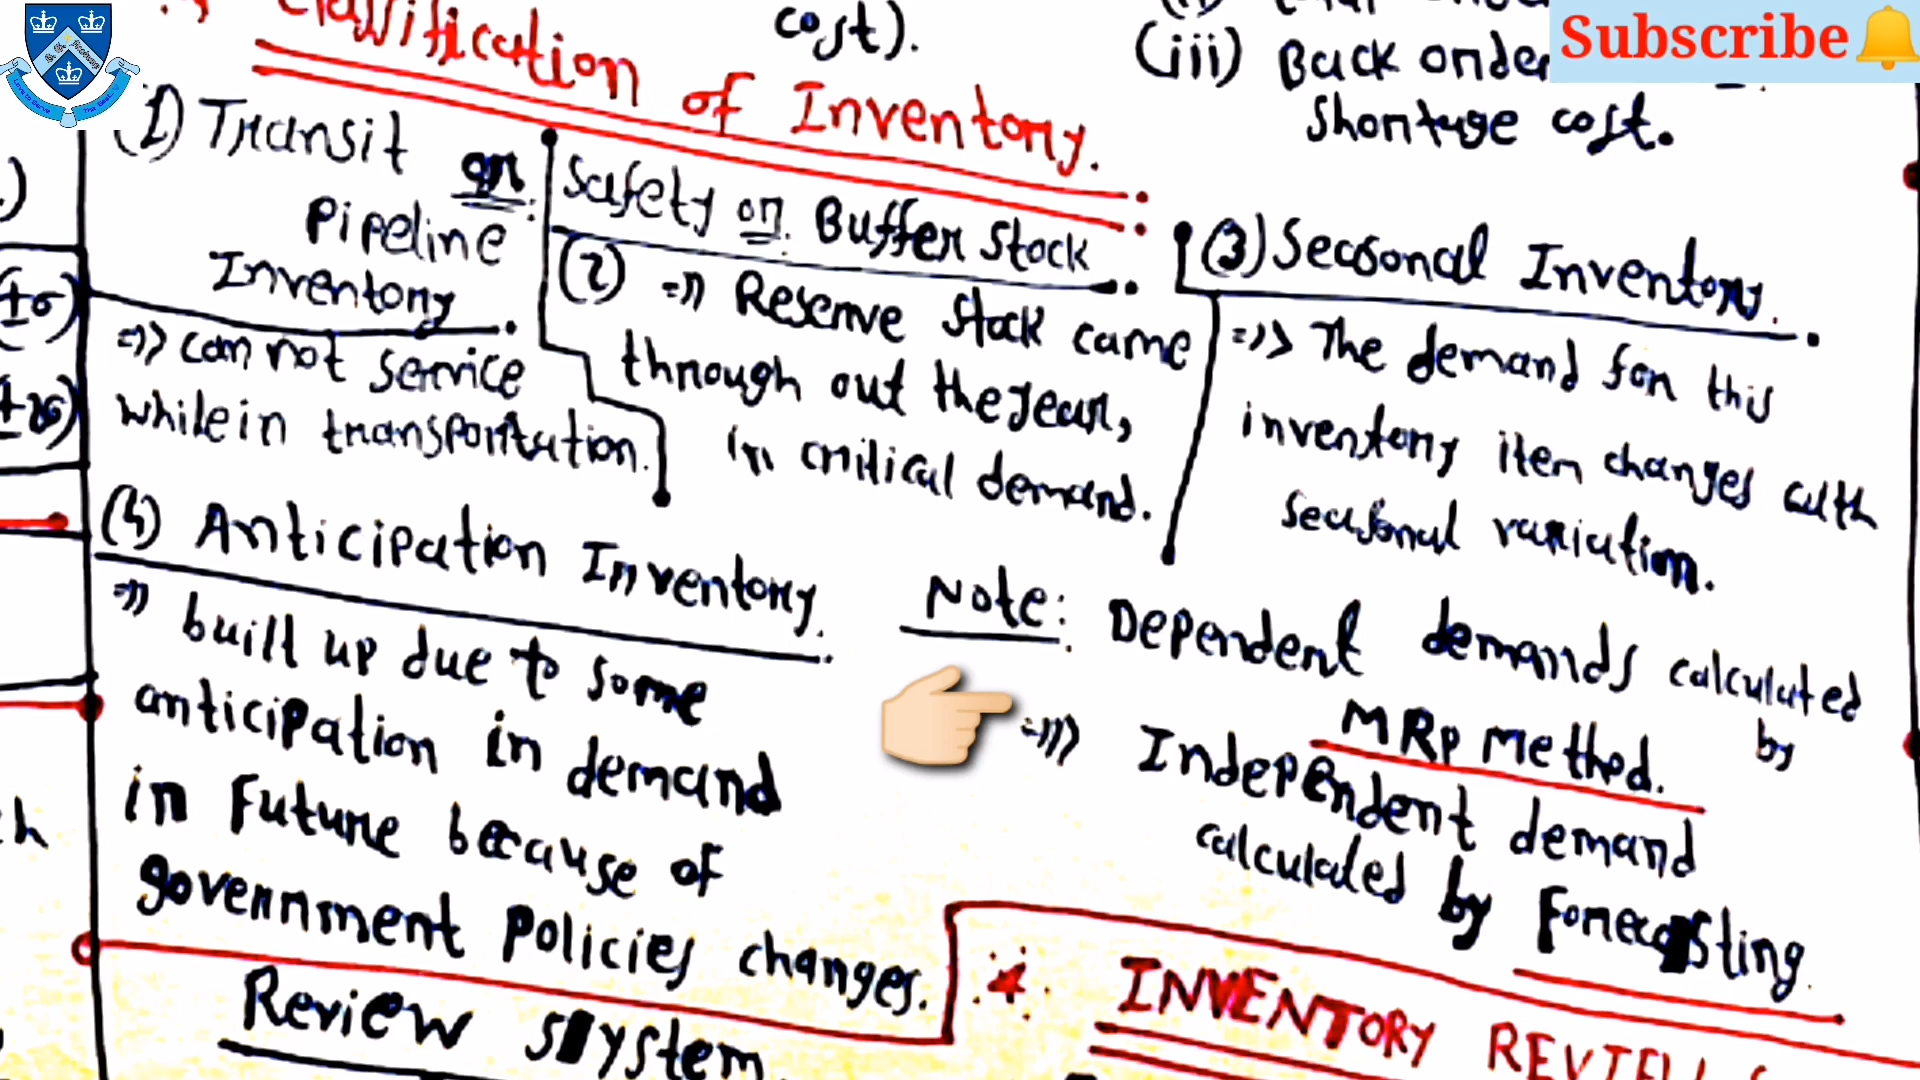 cost).
(iii) Back order
Shortage cost.
Subscribe
Classification of Inventory.
(1) Transit or
Pipeline
Inventory
=>> can not service
while in transportation.
Safety or Buffer Stock
(2) =>> Reserve Stock came
through out the year,
in critical demand.
(3) Seasonal Inventory.
=>> The demand for this
inventory item changes with
seasonal variation.
(4) Anticipation Inventory.
=>> built up due to some
anticipation in demand
in Future because of
government Policies changes.
Note: Dependent demands calculated
by
MRP Method.
=>>> Independent demand
calculated by Forecasting.
Review System
INVENTORY REVIEW